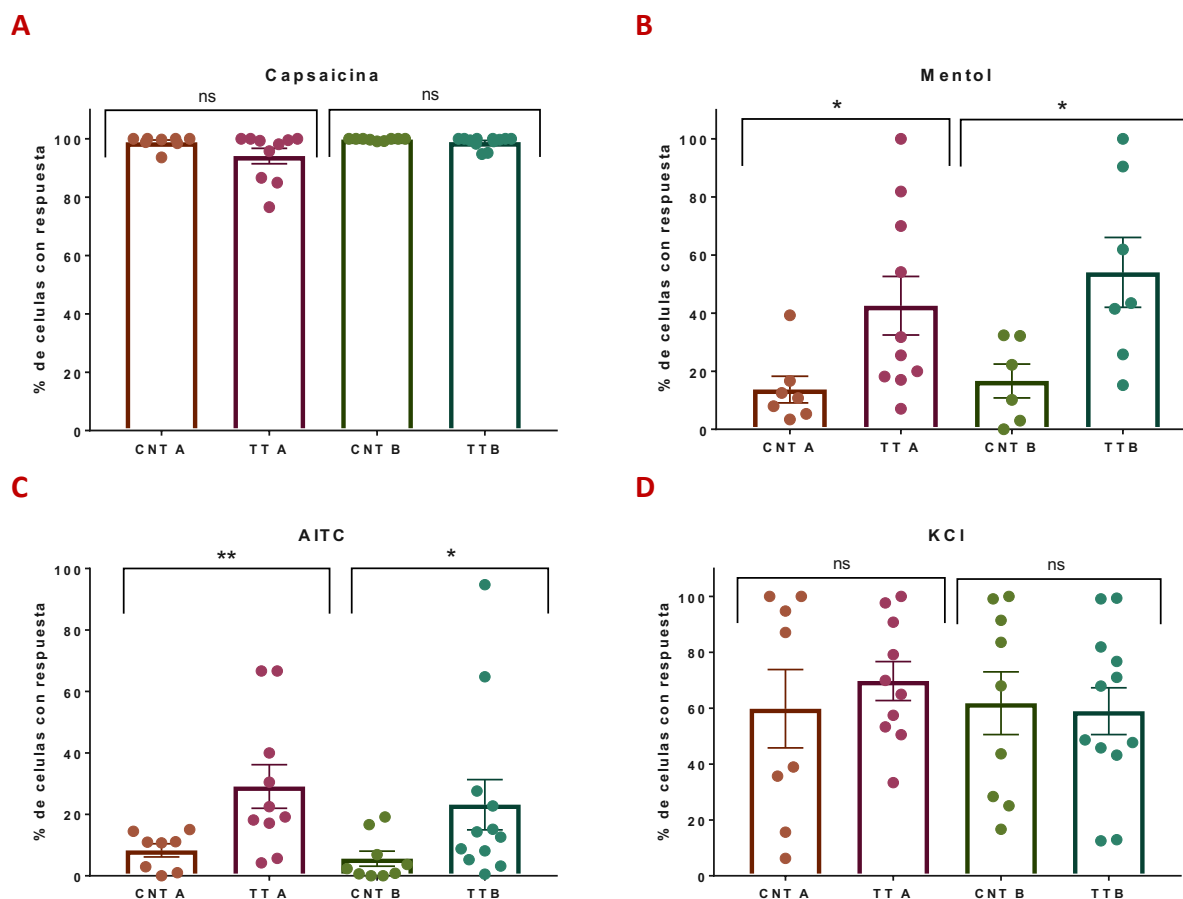 A
Capsaicina
ns
ns
% de celulas con respuesta
100
80
60
40
20
0
CNT A
TT A
CNT B
TTB
B
Mentol
*
*
% de celulas con respuesta
100
80
60
40
20
0
CNT A
TT A
CNT B
TTB
C
AITC
**
*
% de celulas con respuesta
100
80
60
40
20
0
CNT A
TT A
CNT B
TTB
D
KCl
ns
ns
% de celulas con respuesta
100
80
60
40
20
0
CNT A
TT A
CNT B
TTB